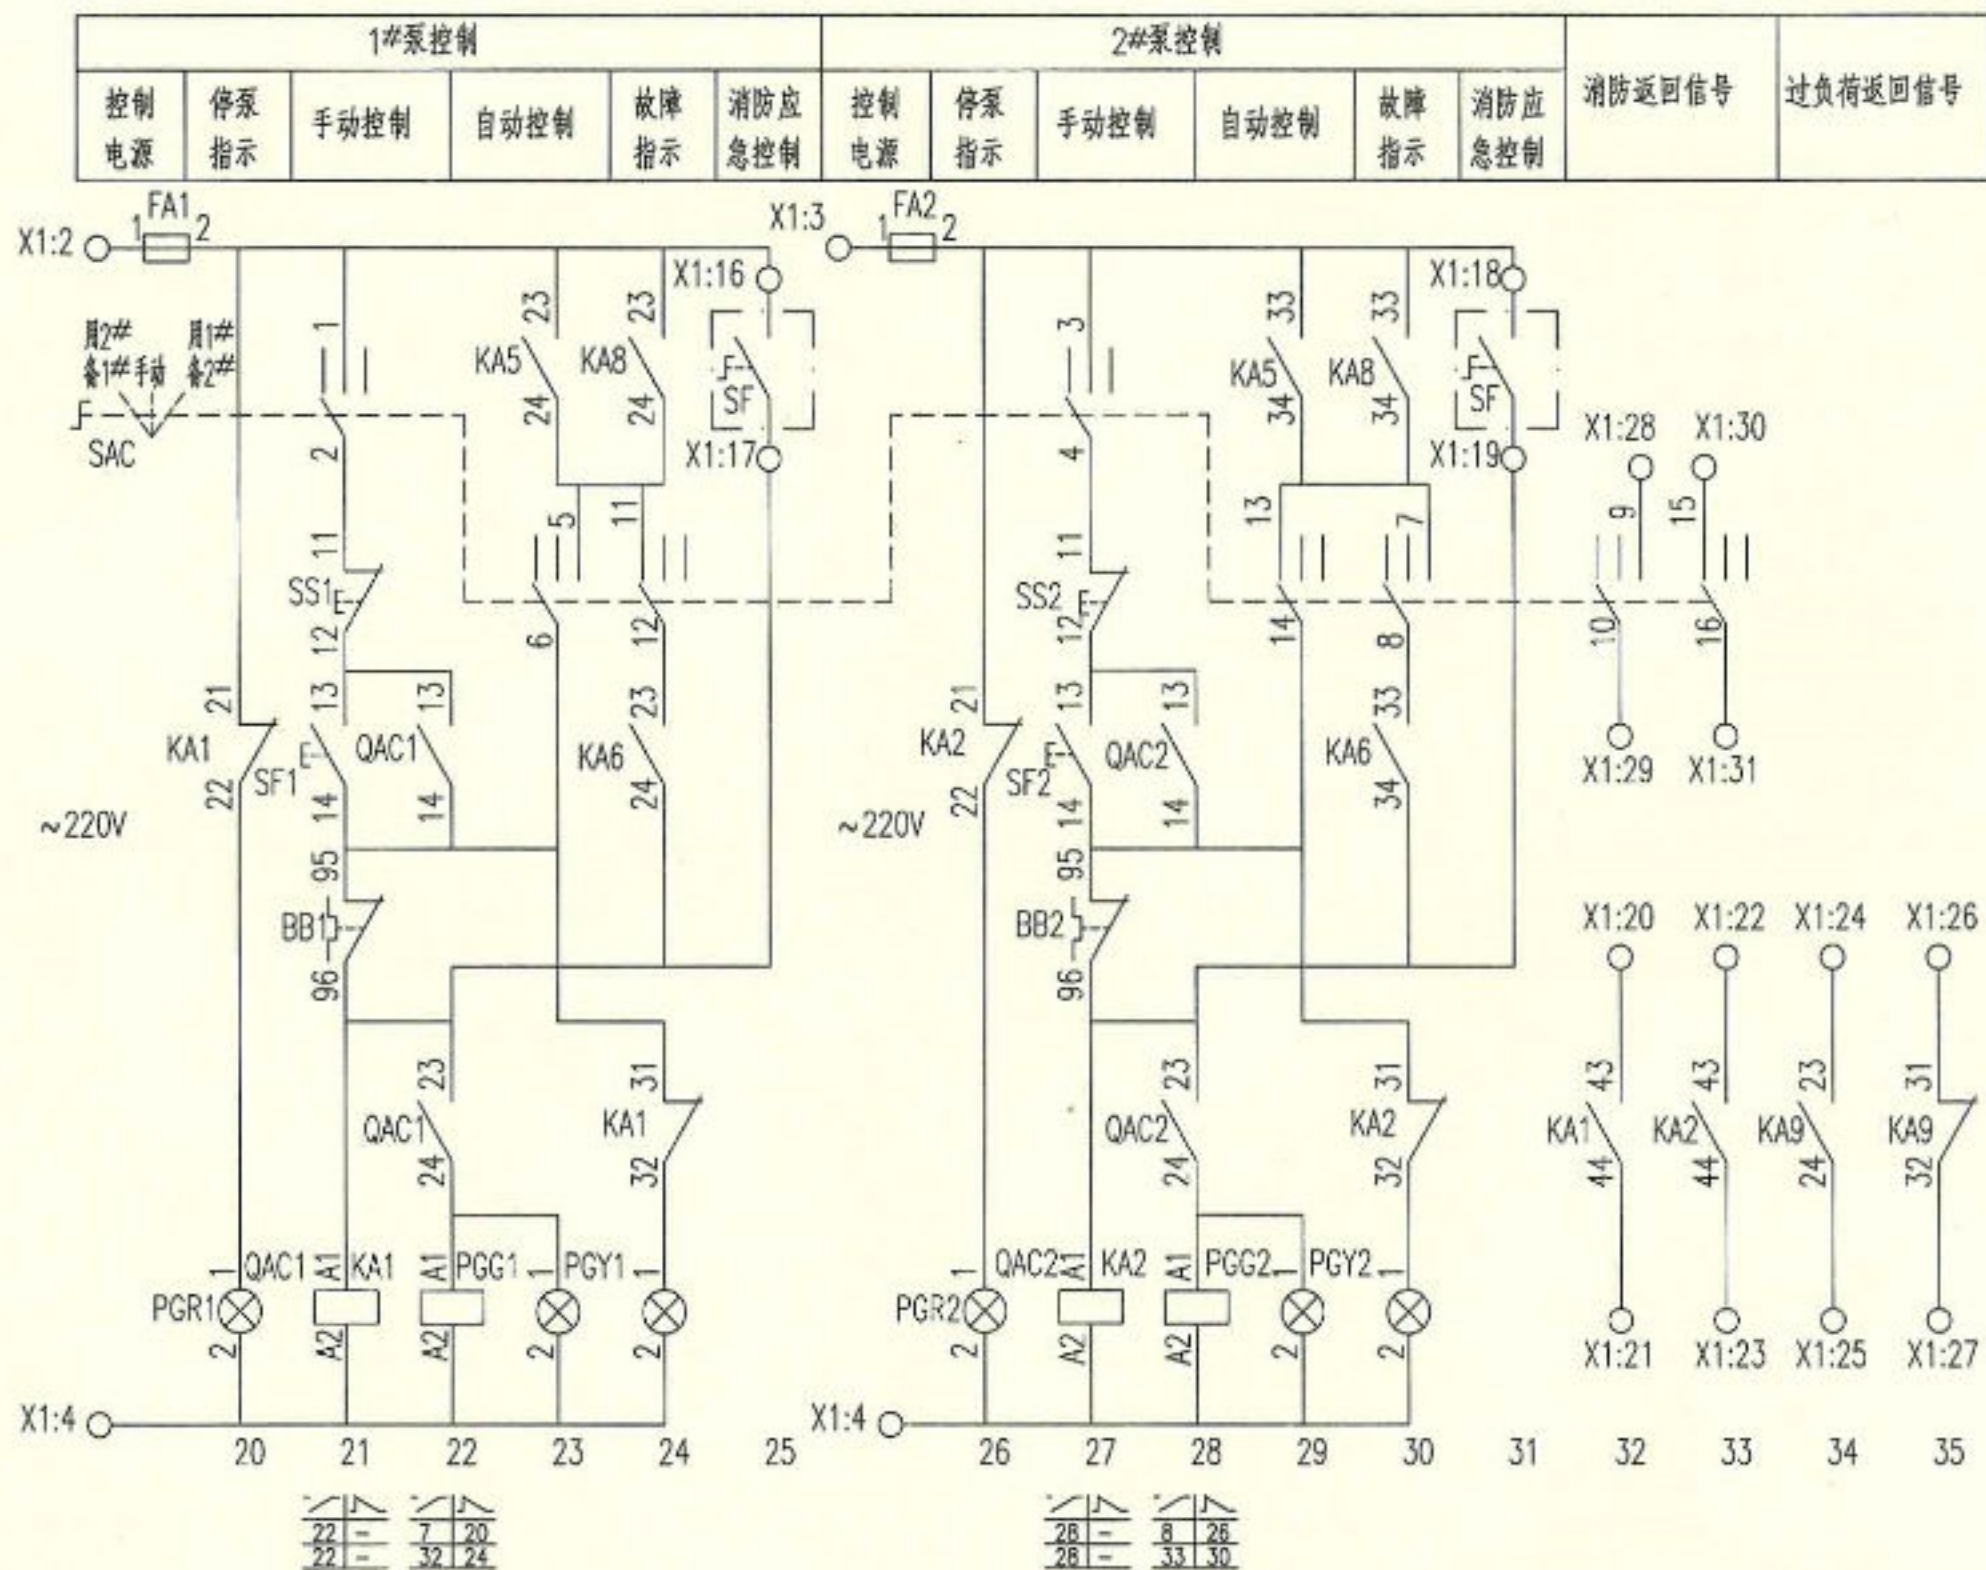 1#泵控制 2#泵控制 消防返回信号 过负荷返回信号
控制 停泵 手动控制 自动控制 故障 消防应 控制 停泵 手动控制 自动控制 故障 消防应
电源 指示 指示 急控制 电源 指示 指示 急控制
FA1 X1:3 FA2
X1:2 1 2 1 2
X1:16 X1:18
23 23 33 33
用2# 用1# 1 3
备1# 手动 备2# KA5 KA8 SF KA5 KA8 SF
24 24 34 34
SAC 2 X1:17 4 X1:19 X1:28 X1:30
5 11 13 7 9 15
11 11
SS1 SS2
12 6 12 12 14 8 10 16
21 13 13 23 21 13 13 33
KA1 SF1 QAC1 KA6 KA2 SF2 QAC2 KA6 X1:29 X1:31
22 14 14 24 22 14 14 34
~220V ~220V
95 95
BB1 BB2 X1:20 X1:22 X1:24 X1:26
96 96
23 31 23 31 43 43 23 31
QAC1 KA1 QAC2 KA2 KA1 KA2 KA9 KA9
24 32 24 32 44 44 24 32
1 QAC1 A1 KA1 A1 PGG1 1 PGY1 1 1 QAC2 A1 KA2 A1 PGG2 1 PGY2 1
PGR1 PGR2
2 A2 A2 2 2 2 A2 A2 2 2 X1:21 X1:23 X1:25 X1:27
X1:4 X1:4
20 21 22 23 24 25 26 27 28 29 30 31 32 33 34 35
22 - 7 20 28 - 8 26
22 - 32 24 28 - 33 30